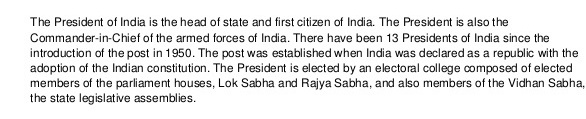 The President of India is the head of state and first citizen of India. The President is also the
Commander-in-Chief of the armed forces of India. There have been 13 Presidents of India since the
introduction of the post in 1950. The post was established when India was declared as a republic with the
adoption of the Indian constitution. The President is elected by an electoral college composed of elected
members of the parliament houses, Lok Sabha and Rajya Sabha, and also members of the Vidhan Sabha,
the state legislative assemblies.